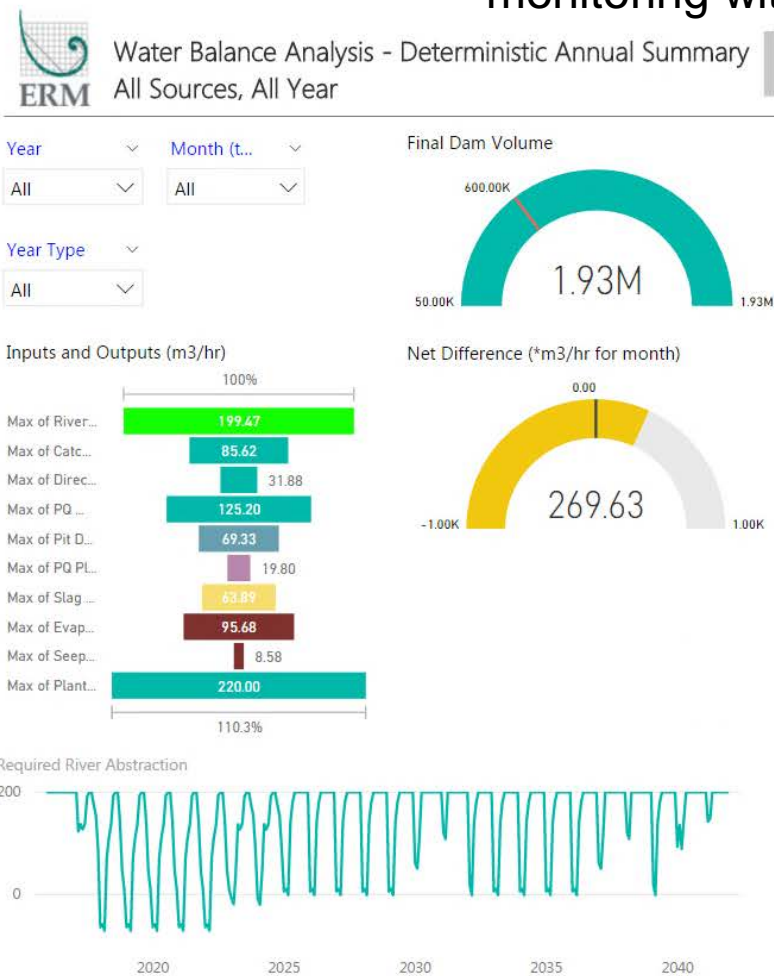 monitoring wit
ERM
Water Balance Analysis - Deterministic Annual Summary
All Sources, All Year
Year
Month (t...
All
All
Year Type
All
Final Dam Volume
600.00K
1.93M
50.00K
1.93M
Inputs and Outputs (m3/hr)
100%
Max of River... 199.47
Max of Catc... 85.62
Max of Direc... 31.88
Max of PQ ... 125.20
Max of Pit D... 69.33
Max of PQ Pl... 19.80
Max of Slag ... 63.89
Max of Evap... 95.68
Max of Seep... 8.58
Max of Plant... 220.00
110.3%
Net Difference (*m3/hr for month)
0.00
269.63
-1.00K
1.00K
Required River Abstraction
200
0
2020 2025 2030 2035 2040